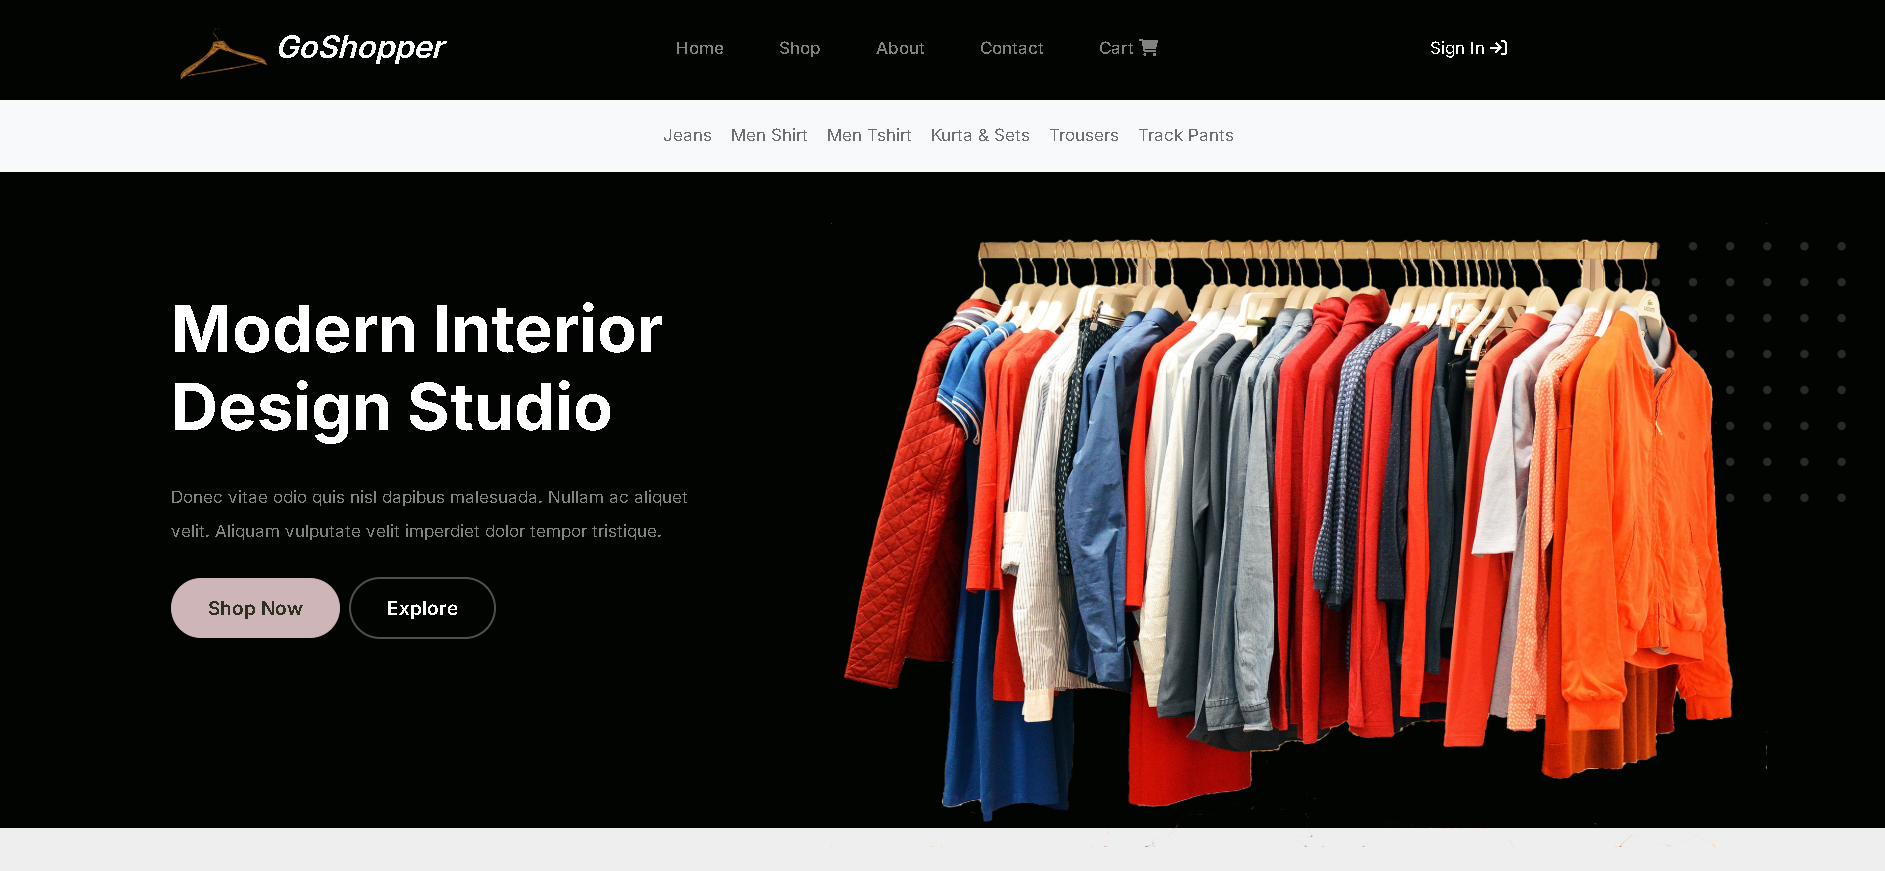 GoShopper
Home Shop About Contact Cart
Sign In
Jeans Men Shirt Men Tshirt Kurta & Sets Trousers Track Pants
Modern Interior
Design Studio
Donec vitae odio quis nisl dapibus malesuada. Nullam ac aliquet
velit. Aliquam vulputate velit imperdiet dolor tempor tristique.
Shop Now Explore